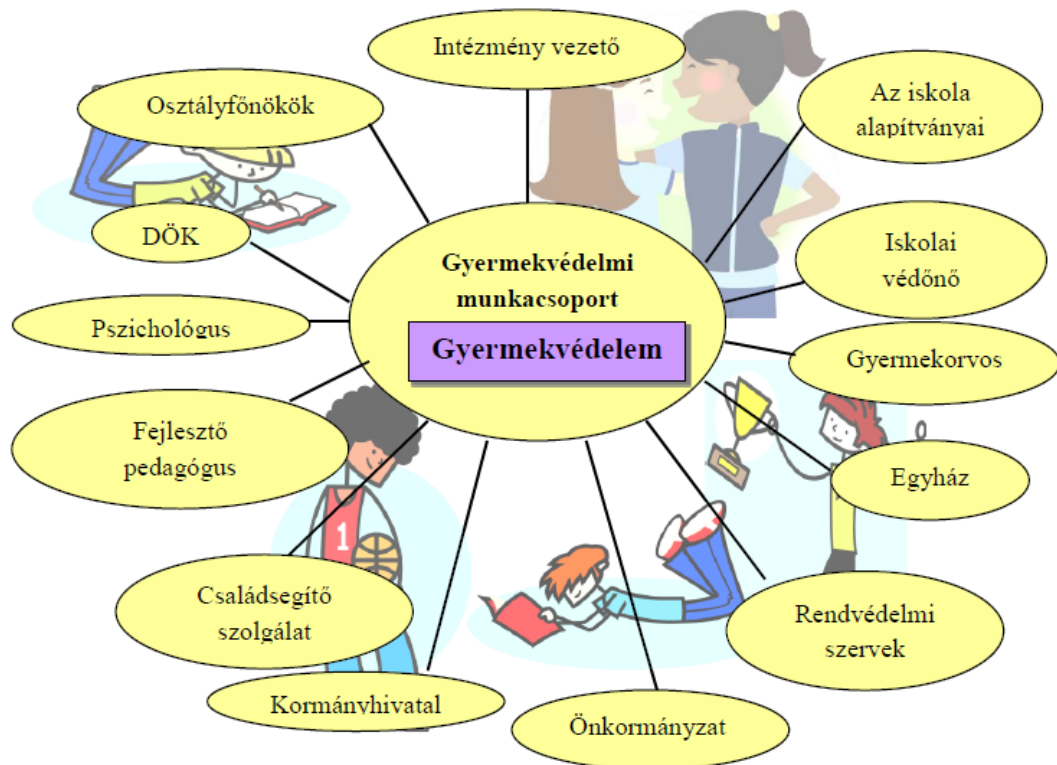 Intézmény vezető
Osztályfőnökök
Az iskola
alapítványai
DÖK
Iskolai
védőnő
Gyermekvédelmi
munkacsoport
Gyermekvédelem
Pszichológus
Gyermekorvos
Fejlesztő
pedagógus
Egyház
1
Családsegítő
szolgálat
Rendvédelmi
szervek
Kormányhivatal
Önkormányzat